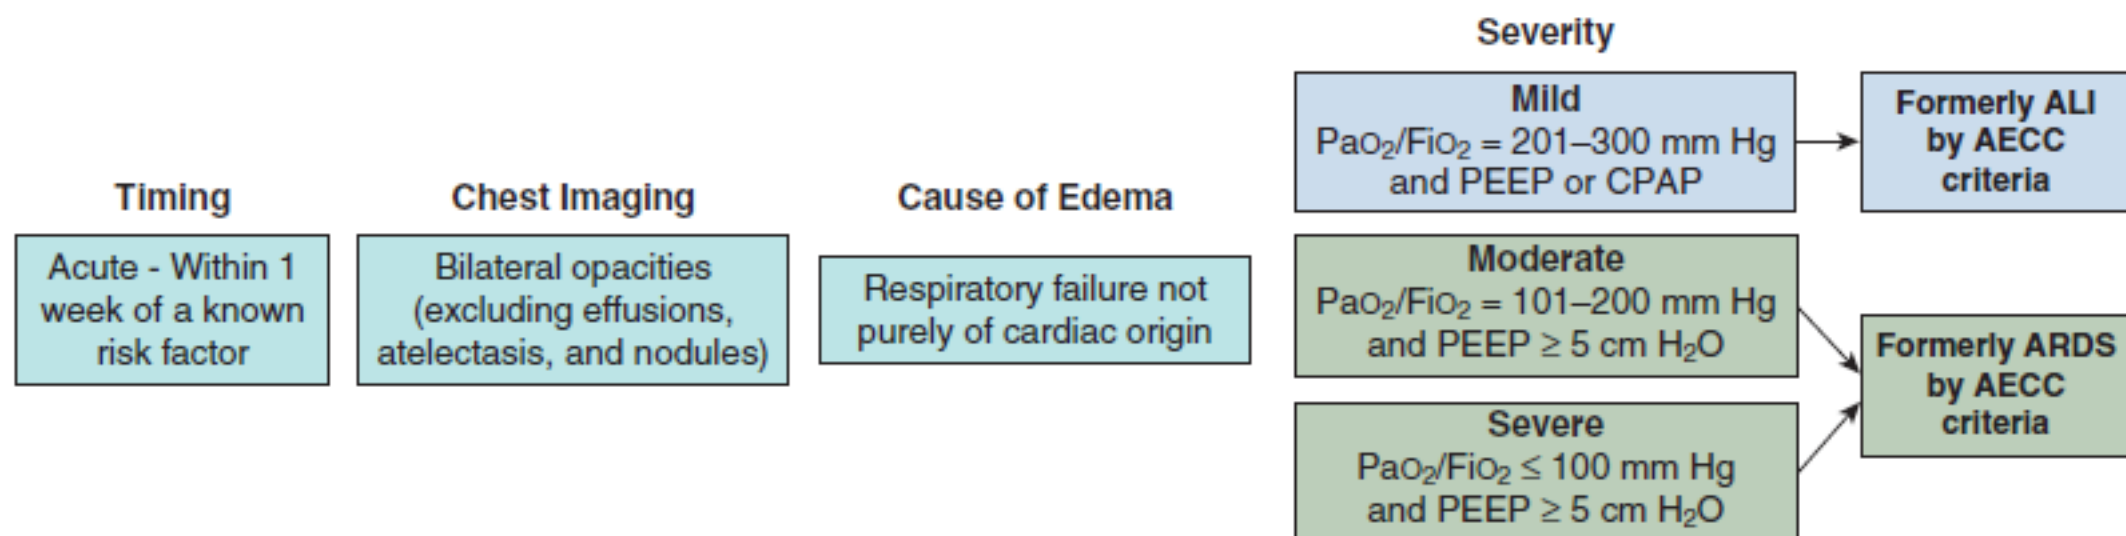 Timing
Acute - Within 1
week of a known
risk factor
Chest Imaging
Bilateral opacities
(excluding effusions,
atelectasis, and nodules)
Cause of Edema
Respiratory failure not
purely of cardiac origin
Severity
Mild
PaO₂/FiO₂ = 201–300 mm Hg
and PEEP or CPAP
Formerly ALI
by AECC
criteria
Moderate
PaO₂/FiO₂ = 101–200 mm Hg
and PEEP ≥ 5 cm H₂O
Severe
PaO₂/FiO₂ ≤ 100 mm Hg
and PEEP ≥ 5 cm H₂O
Formerly ARDS
by AECC
criteria